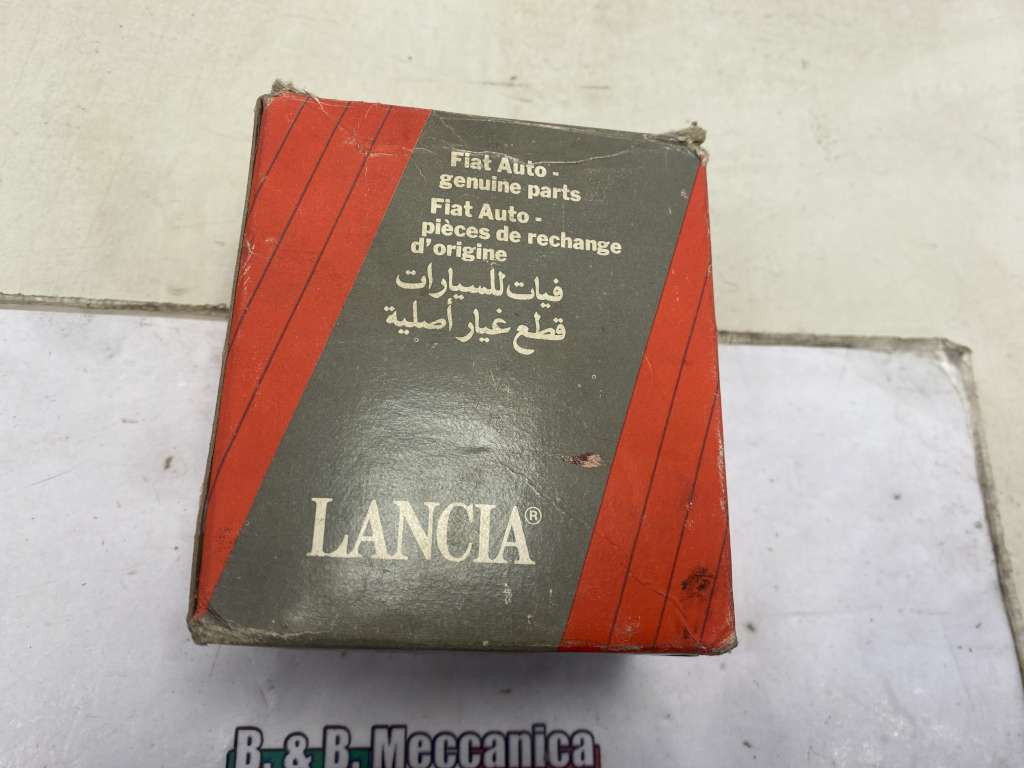 Fiat Auto -
genuine parts
Fiat Auto -
pièces de rechange
d'origine
فيات للسيارات
قطع غيار أصلية
LANCIA®
B. & B. Meccanica